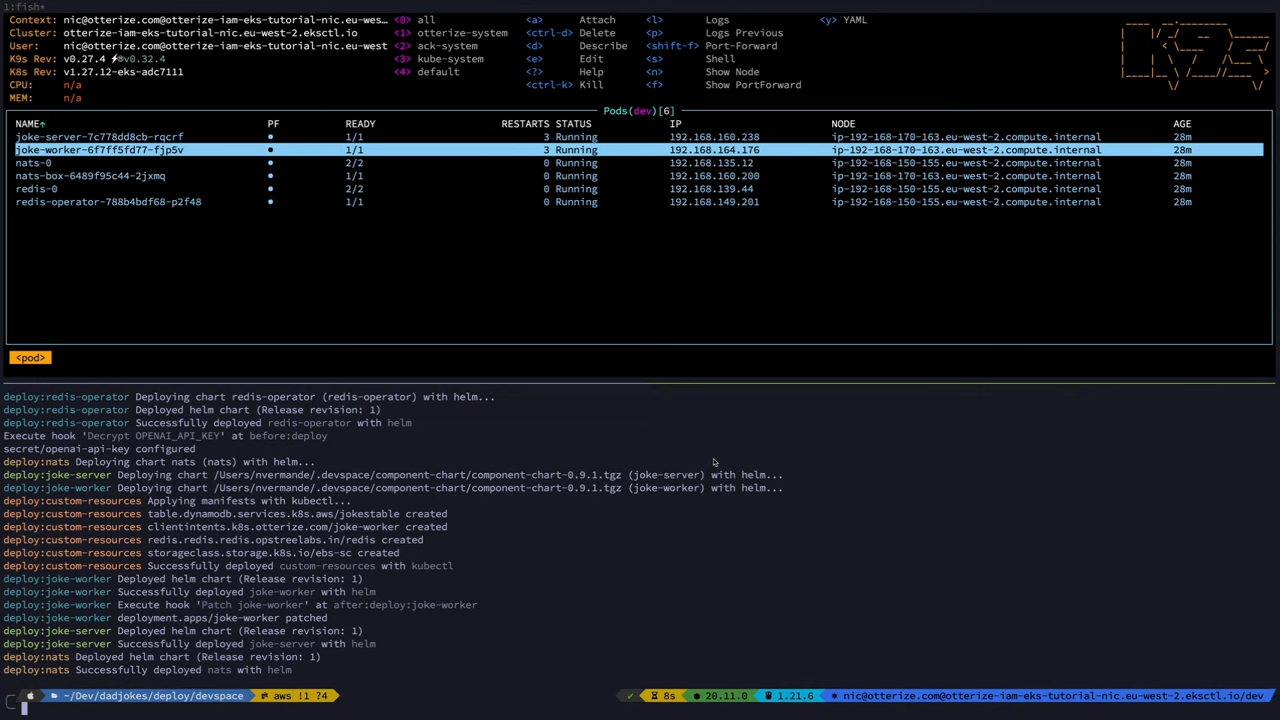 1:fish*
Context: nic@otterize.com@otterize-iam-eks-tutorial-nic.eu-wes… <0> all <a> Attach <l> Logs <y> YAML
Cluster: otterize-iam-eks-tutorial-nic.eu-west-2.eksctl.io <1> otterize-system <ctrl-d> Delete <p> Logs Previous
User: nic@otterize.com@otterize-iam-eks-tutorial-nic.eu-west <2> ack-system <d> Describe <shift-f> Port-Forward
K9s Rev: v0.27.4 ⚡v0.32.4 <3> kube-system <e> Edit <s> Shell
K8s Rev: v1.27.12-eks-adc7111 <4> default <?> Help <n> Show Node
CPU: n/a <ctrl-k> Kill <f> Show PortForward
MEM: n/a
Pods(dev)[6]
NAME↑ PF READY RESTARTS STATUS IP NODE AGE
joke-server-7c778dd8cb-rqcrf ● 1/1 3 Running 192.168.160.238 ip-192-168-170-163.eu-west-2.compute.internal 28m
joke-worker-6f7ff5fd77-fjp5v ● 1/1 3 Running 192.168.164.176 ip-192-168-170-163.eu-west-2.compute.internal 28m
nats-0 ● 2/2 0 Running 192.168.135.12 ip-192-168-150-155.eu-west-2.compute.internal 28m
nats-box-6489f95c44-2jxmq ● 1/1 0 Running 192.168.160.200 ip-192-168-170-163.eu-west-2.compute.internal 28m
redis-0 ● 2/2 0 Running 192.168.139.44 ip-192-168-150-155.eu-west-2.compute.internal 28m
redis-operator-788b4bdf68-p2f48 ● 1/1 0 Running 192.168.149.201 ip-192-168-150-155.eu-west-2.compute.internal 28m
<pod>
deploy:redis-operator Deploying chart redis-operator (redis-operator) with helm...
deploy:redis-operator Deployed helm chart (Release revision: 1)
deploy:redis-operator Successfully deployed redis-operator with helm
Execute hook 'Decrypt OPENAI_API_KEY' at before:deploy
secret/openai-api-key configured
deploy:nats Deploying chart nats (nats) with helm...
deploy:joke-server Deploying chart /Users/nvermande/.devspace/component-chart/component-chart-0.9.1.tgz (joke-server) with helm...
deploy:joke-worker Deploying chart /Users/nvermande/.devspace/component-chart/component-chart-0.9.1.tgz (joke-worker) with helm...
deploy:custom-resources Applying manifests with kubectl...
deploy:custom-resources table.dynamodb.services.k8s.aws/jokestable created
deploy:custom-resources clientintents.k8s.otterize.com/joke-worker created
deploy:custom-resources redis.redis.redis.opstreelabs.in/redis created
deploy:custom-resources storageclass.storage.k8s.io/ebs-sc created
deploy:custom-resources Successfully deployed custom-resources with kubectl
deploy:joke-worker Deployed helm chart (Release revision: 1)
deploy:joke-worker Successfully deployed joke-worker with helm
deploy:joke-worker Execute hook 'Patch joke-worker' at after:deploy:joke-worker
deploy:joke-worker deployment.apps/joke-worker patched
deploy:joke-server Deployed helm chart (Release revision: 1)
deploy:joke-server Successfully deployed joke-server with helm
deploy:nats Deployed helm chart (Release revision: 1)
deploy:nats Successfully deployed nats with helm
~/Dev/dadjokes/deploy/devspace aws !1 ?4 ✓ 8s 20.11.0 1.21.6 nic@otterize.com@otterize-iam-eks-tutorial-nic.eu-west-2.eksctl.io/dev